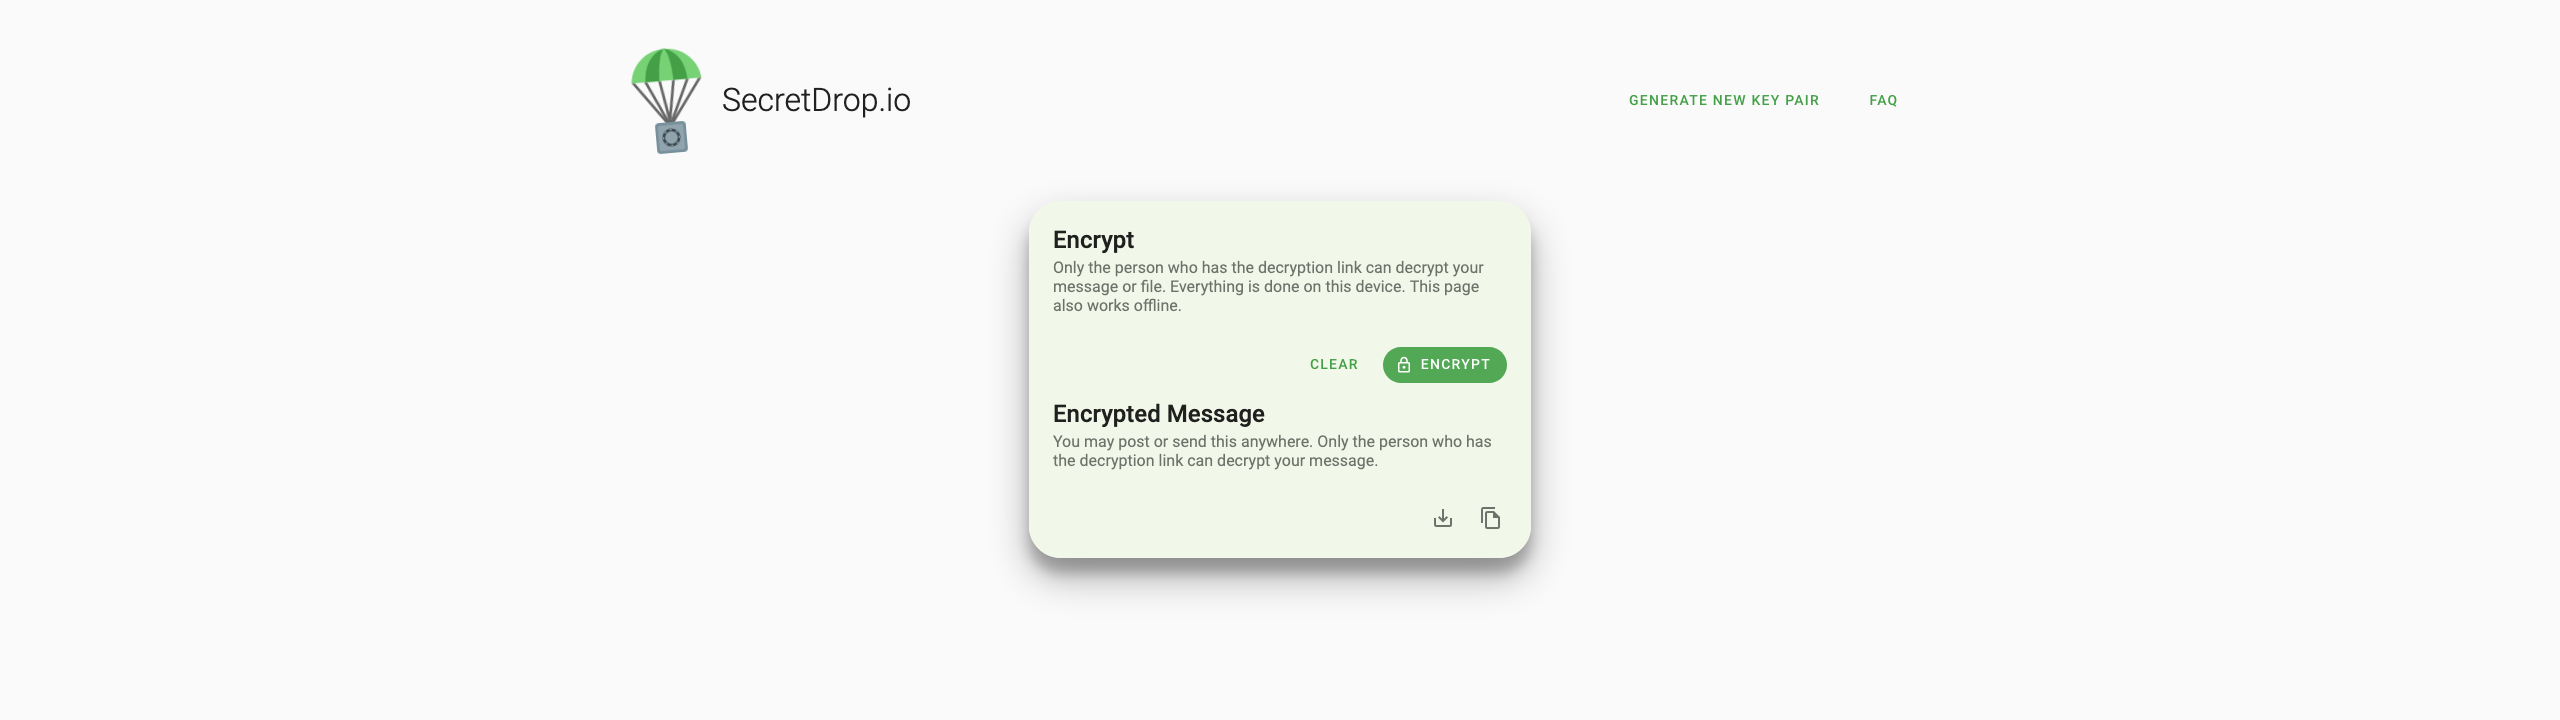 SecretDrop.io
GENERATE NEW KEY PAIR
FAQ
Encrypt
Only the person who has the decryption link can decrypt your
message or file. Everything is done on this device. This page
also works offline.
CLEAR
ENCRYPT
Encrypted Message
You may post or send this anywhere. Only the person who has
the decryption link can decrypt your message.